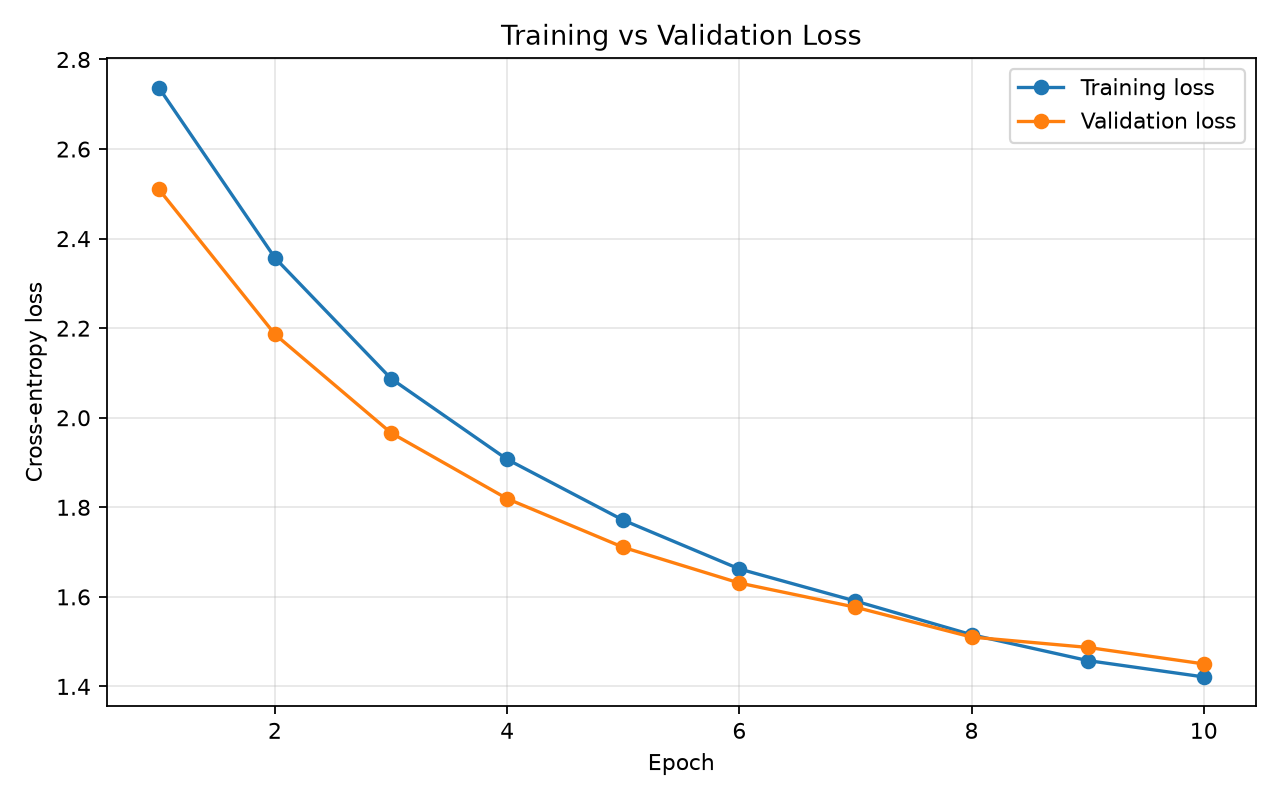 Training vs Validation Loss
Training loss
Validation loss
Cross-entropy loss
2.8
2.6
2.4
2.2
2.0
1.8
1.6
1.4
2 4 6 8 10
Epoch